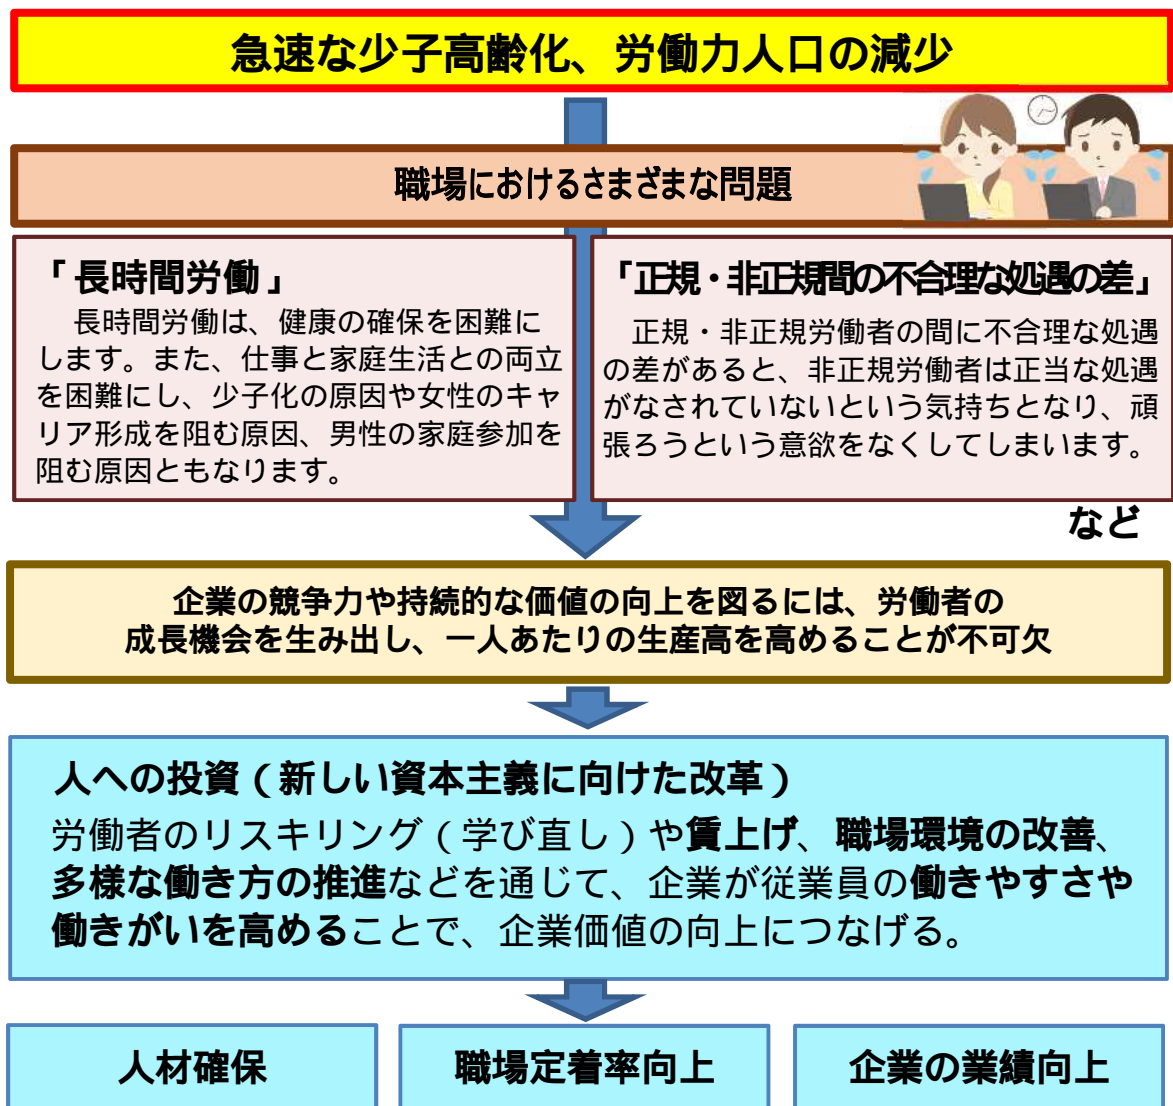 急速な少子高齢化、労働力人口の減少
職場におけるさまざまな問題
「長時間労働」
長時間労働は、健康の確保を困難に
します。また、仕事と家庭生活との両立
を困難にし、少子化の原因や女性のキャ
リア形成を阻む原因、男性の家庭参加を
阻む原因ともなります。
「正規・非正規間の不合理な処遇の差」
正規・非正規労働者の間に不合理な処遇
の差があると、非正規労働者は正当な処遇
がなされていないという気持ちとなり、頑
張ろうという意欲をなくしてしまいます。
など
企業の競争力や持続的な価値の向上を図るには、労働者の
成長機会を生み出し、一人あたりの生産高を高めることが不可欠
人への投資（新しい資本主義に向けた改革）
労働者のリスキリング（学び直し）や賃上げ、職場環境の改善、
多様な働き方の推進などを通じて、企業が従業員の働きやすさや
働きがいを高めることで、企業価値の向上につなげる。
人材確保
職場定着率向上
企業の業績向上